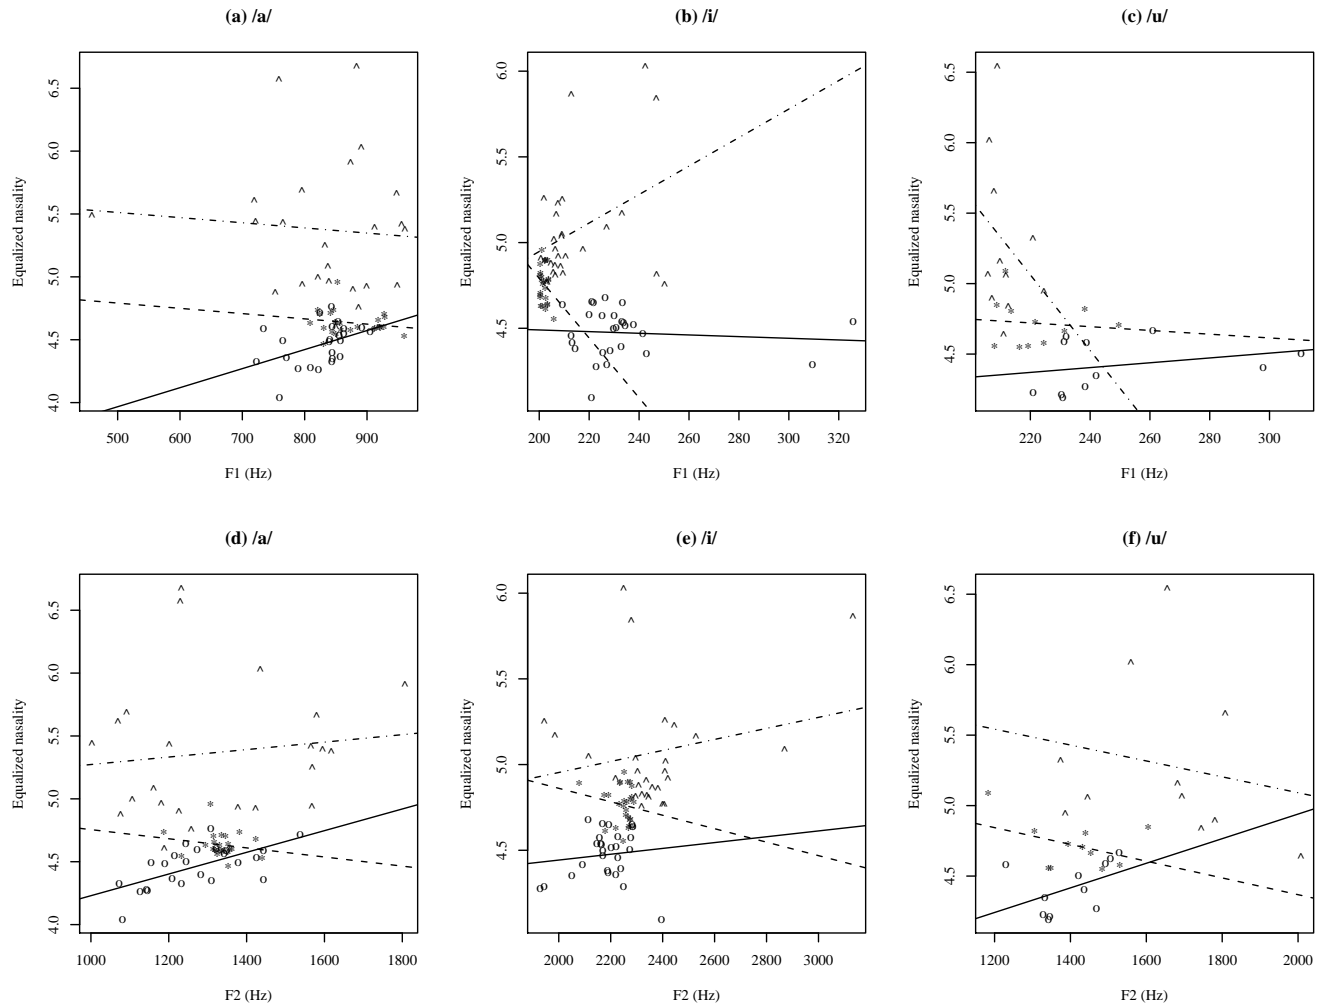 (a) /a/
Equalized nasality
4.0 4.5 5.0 5.5 6.0 6.5
500 600 700 800 900
F1 (Hz)
(b) /i/
Equalized nasality
4.5 5.0 5.5 6.0
200 220 240 260 280 300 320
F1 (Hz)
(c) /u/
Equalized nasality
4.5 5.0 5.5 6.0 6.5
220 240 260 280 300
F1 (Hz)
(d) /a/
Equalized nasality
4.0 4.5 5.0 5.5 6.0 6.5
1000 1200 1400 1600 1800
F2 (Hz)
(e) /i/
Equalized nasality
4.5 5.0 5.5 6.0
2000 2200 2400 2600 2800 3000
F2 (Hz)
(f) /u/
Equalized nasality
4.5 5.0 5.5 6.0 6.5
1200 1400 1600 1800 2000
F2 (Hz)